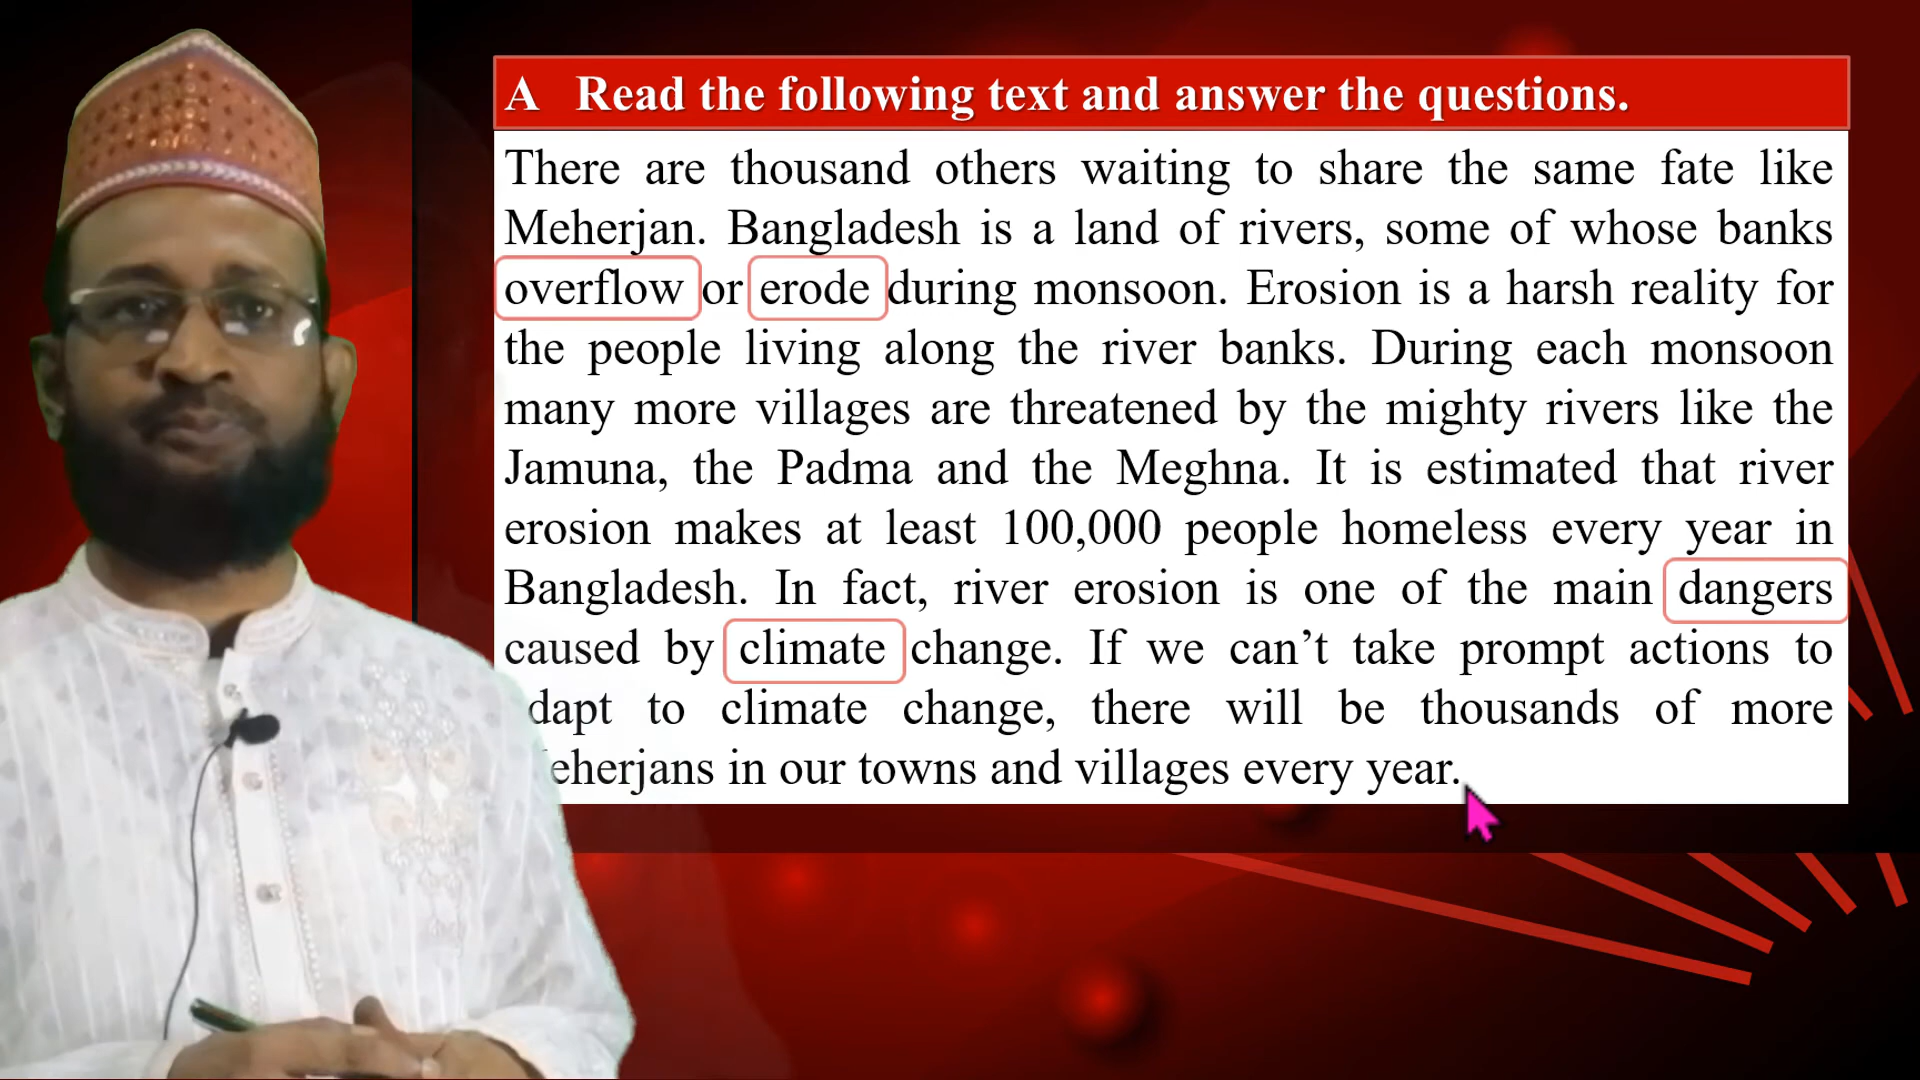 A Read the following text and answer the questions.
There are thousand others waiting to share the same fate like
Meherjan. Bangladesh is a land of rivers, some of whose banks
overflow or erode during monsoon. Erosion is a harsh reality for
the people living along the river banks. During each monsoon
many more villages are threatened by the mighty rivers like the
Jamuna, the Padma and the Meghna. It is estimated that river
erosion makes at least 100,000 people homeless every year in
Bangladesh. In fact, river erosion is one of the main dangers
caused by climate change. If we can’t take prompt actions to
dapt to climate change, there will be thousands of more
eherjans in our towns and villages every year.